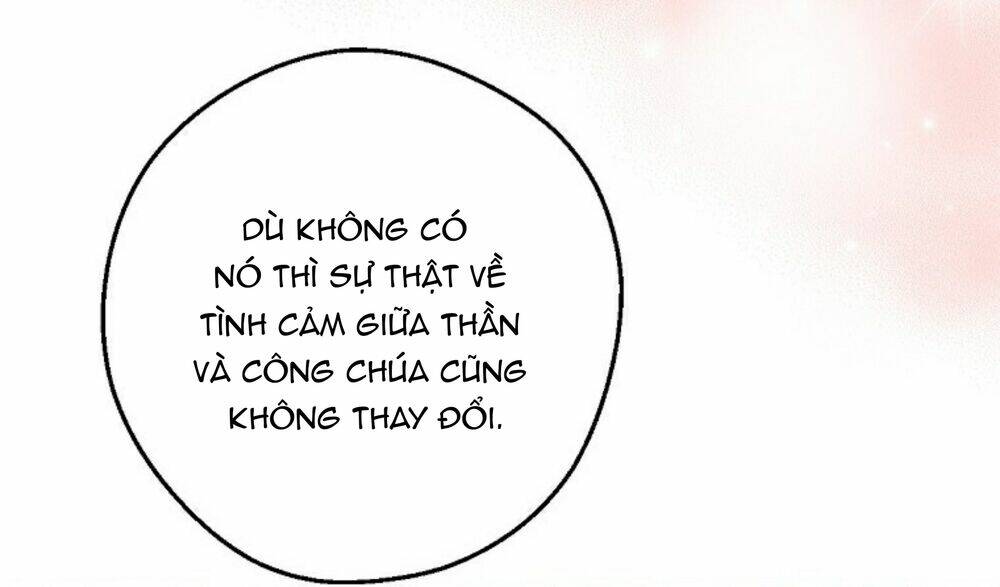 DÙ KHÔNG CÓ
NÓ THÌ SỰ THẬT VỀ
TÌNH CẢM GIỮA THẦN
VÀ CÔNG CHÚA CŨNG
KHÔNG THAY ĐỔI.